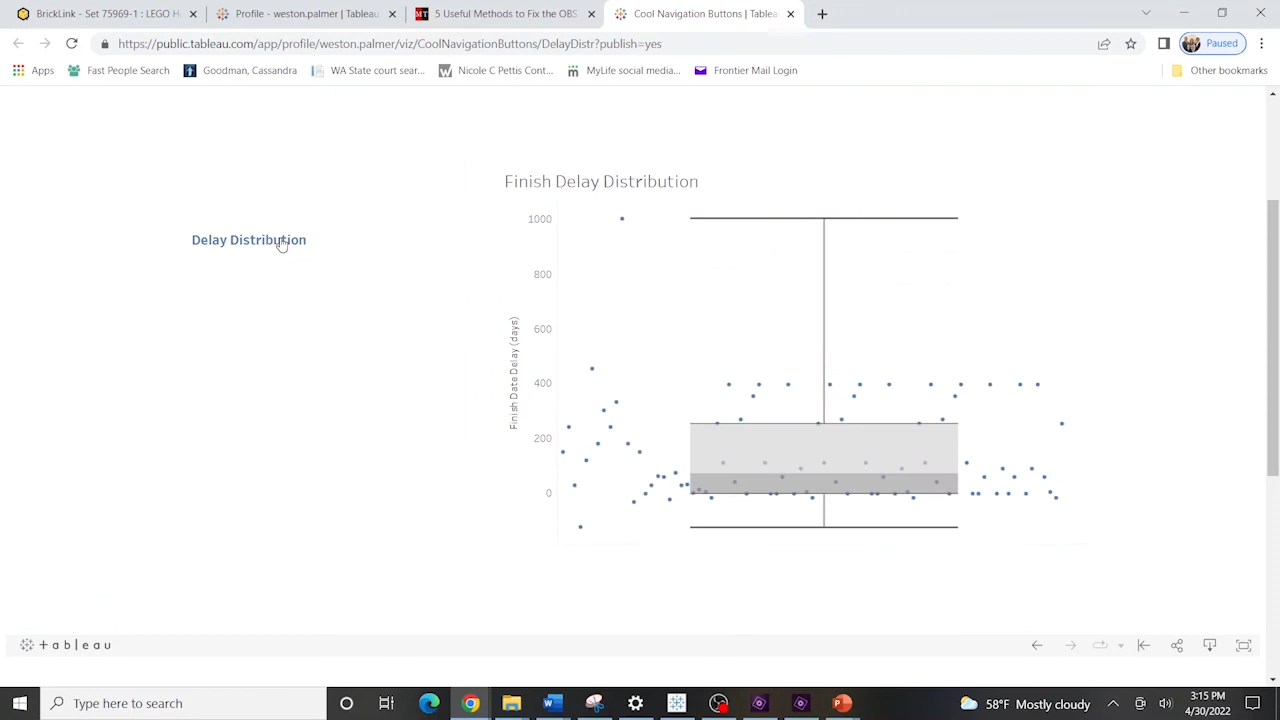 BrickLink - Set 75969-1 : LEGO H
Profile - weston.palmer | Tableau
5 Useful Methods to Fix the OBS
Cool Navigation Buttons | Tablea
https://public.tableau.com/app/profile/weston.palmer/viz/CoolNavigationBontons/DelayDistr?publish=yes
Paused
Apps
Fast People Search
Goodman, Cassandra
WA State court sear...
Nicole C Pettis Cont...
MyLife social media...
Frontier Mail Login
Other bookmarks
Finish Delay Distribution
Delay Distribution
Finish Date Delay (days)
1000
800
600
400
200
0
+ a b l e a u
Type here to search
58°F Mostly cloudy
3:15 PM
4/30/2022